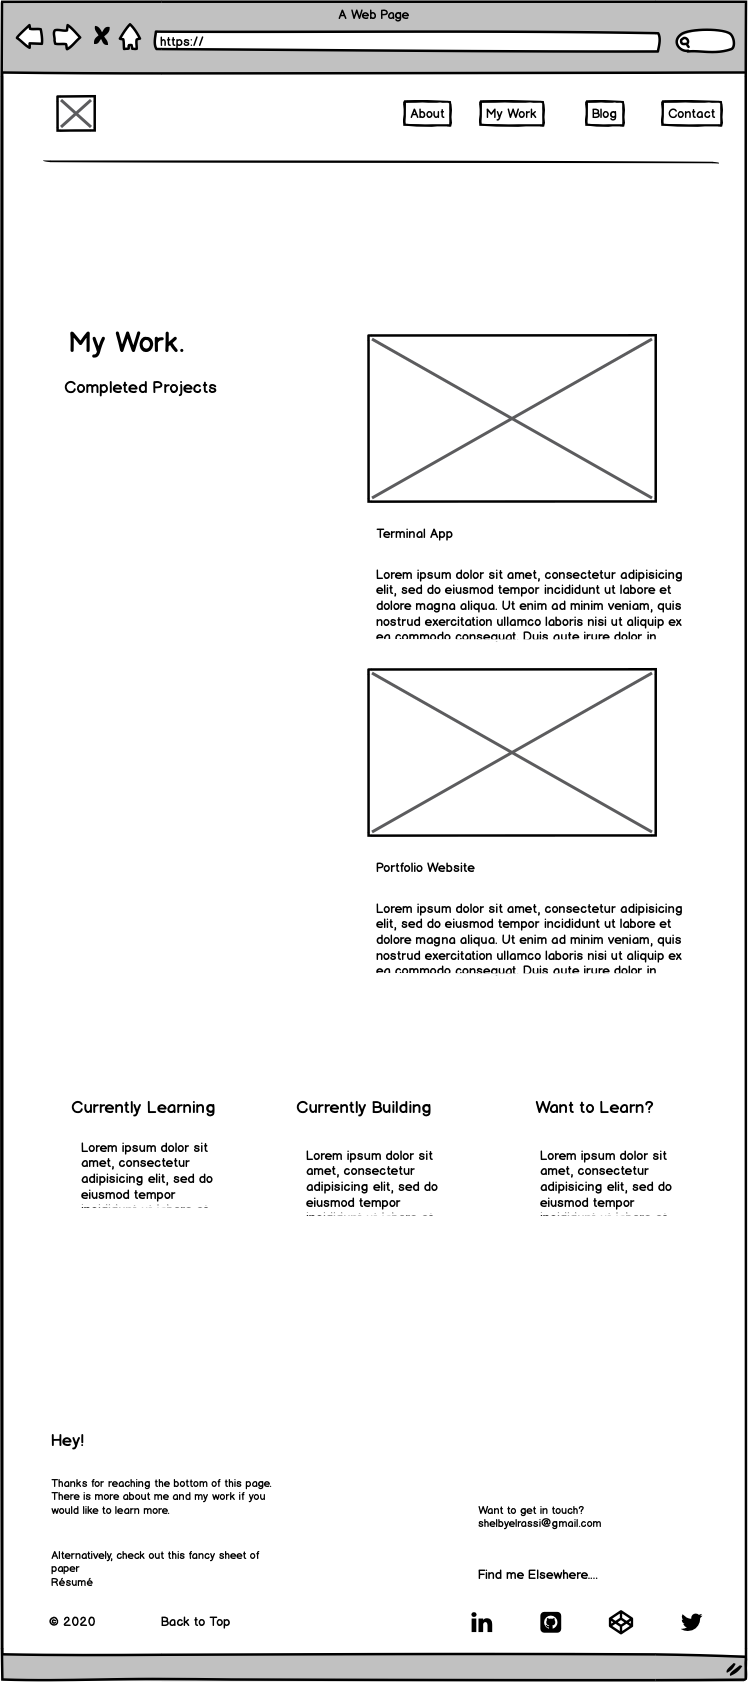 A Web Page
https://
About
My Work
Blog
Contact
My Work.
Completed Projects
Terminal App
Lorem ipsum dolor sit amet, consectetur adipisicing
elit, sed do eiusmod tempor incididunt ut labore et
dolore magna aliqua. Ut enim ad minim veniam, quis
nostrud exercitation ullamco laboris nisi ut aliquip ex
ea commodo consequat. Duis aute irure dolor in
Portfolio Website
Lorem ipsum dolor sit amet, consectetur adipisicing
elit, sed do eiusmod tempor incididunt ut labore et
dolore magna aliqua. Ut enim ad minim veniam, quis
nostrud exercitation ullamco laboris nisi ut aliquip ex
ea commodo consequat. Duis aute irure dolor in
Currently Learning
Lorem ipsum dolor sit
amet, consectetur
adipisicing elit, sed do
eiusmod tempor
Currently Building
Lorem ipsum dolor sit
amet, consectetur
adipisicing elit, sed do
eiusmod tempor
Want to Learn?
Lorem ipsum dolor sit
amet, consectetur
adipisicing elit, sed do
eiusmod tempor
Hey!
Thanks for reaching the bottom of this page.
There is more about me and my work if you
would like to learn more.
Alternatively, check out this fancy sheet of
paper
Résumé
Want to get in touch?
shelbyelrassi@gmail.com
Find me Elsewhere....
© 2020
Back to Top
in